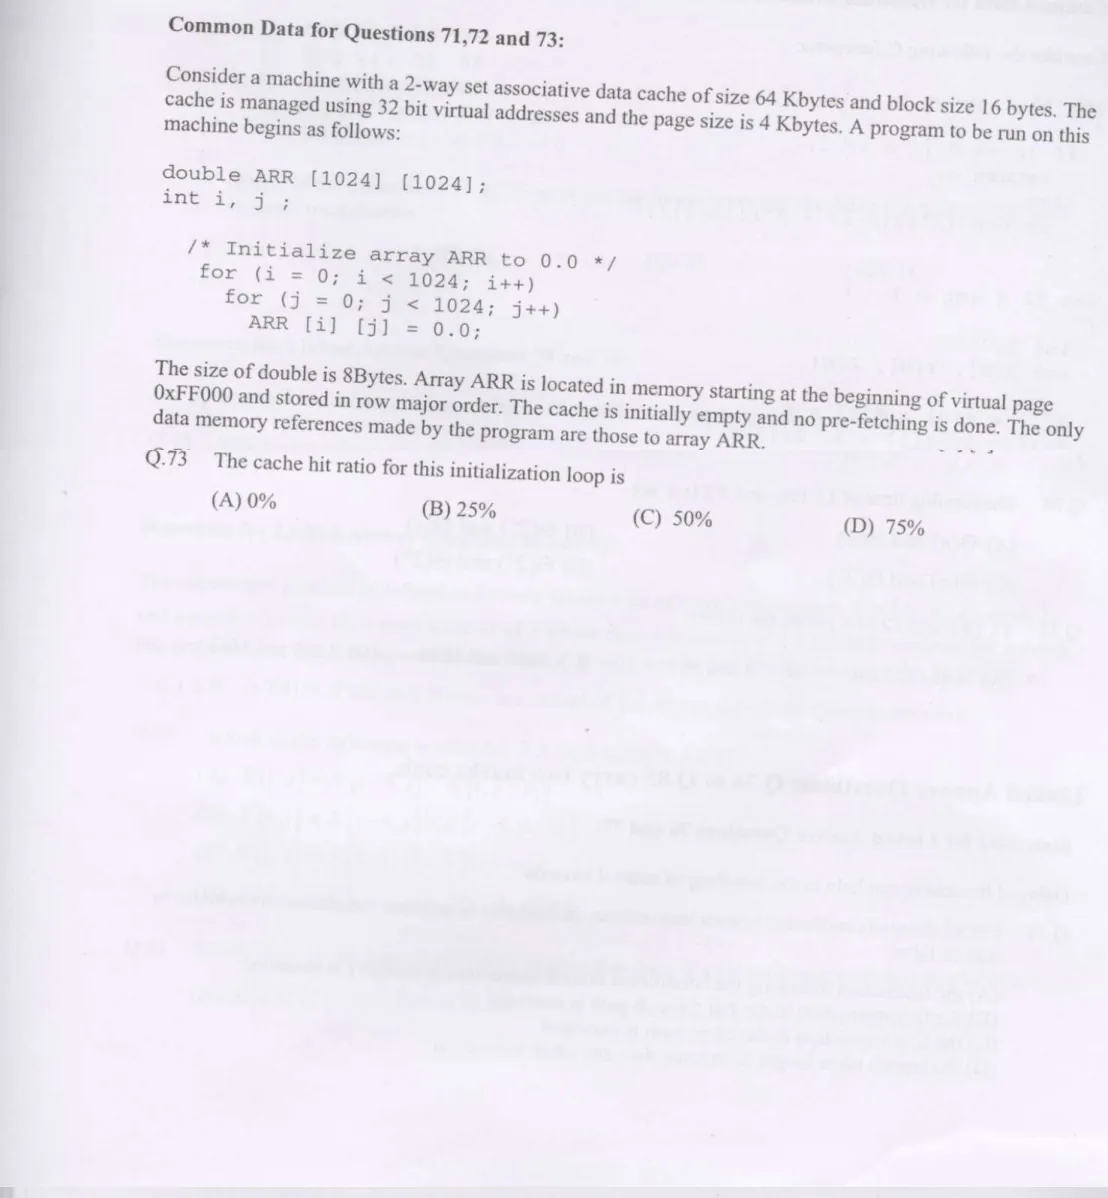 Common Data for Questions 71,72 and 73:
Consider a machine with a 2-way set associative data cache of size 64 Kbytes and block size 16 bytes. The
cache is managed using 32 bit virtual addresses and the page size is 4 Kbytes. A program to be run on this
machine begins as follows:
double ARR [1024] [1024];
int i, j ;
/* Initialize array ARR to 0.0 */
for (i = 0; i < 1024; i++)
for (j = 0; j < 1024; j++)
ARR [i] [j] = 0.0;
The size of double is 8Bytes. Array ARR is located in memory starting at the beginning of virtual page
0xFF000 and stored in row major order. The cache is initially empty and no pre-fetching is done. The only
data memory references made by the program are those to array ARR.
Q.73 The cache hit ratio for this initialization loop is
(A) 0% (B) 25% (C) 50% (D) 75%